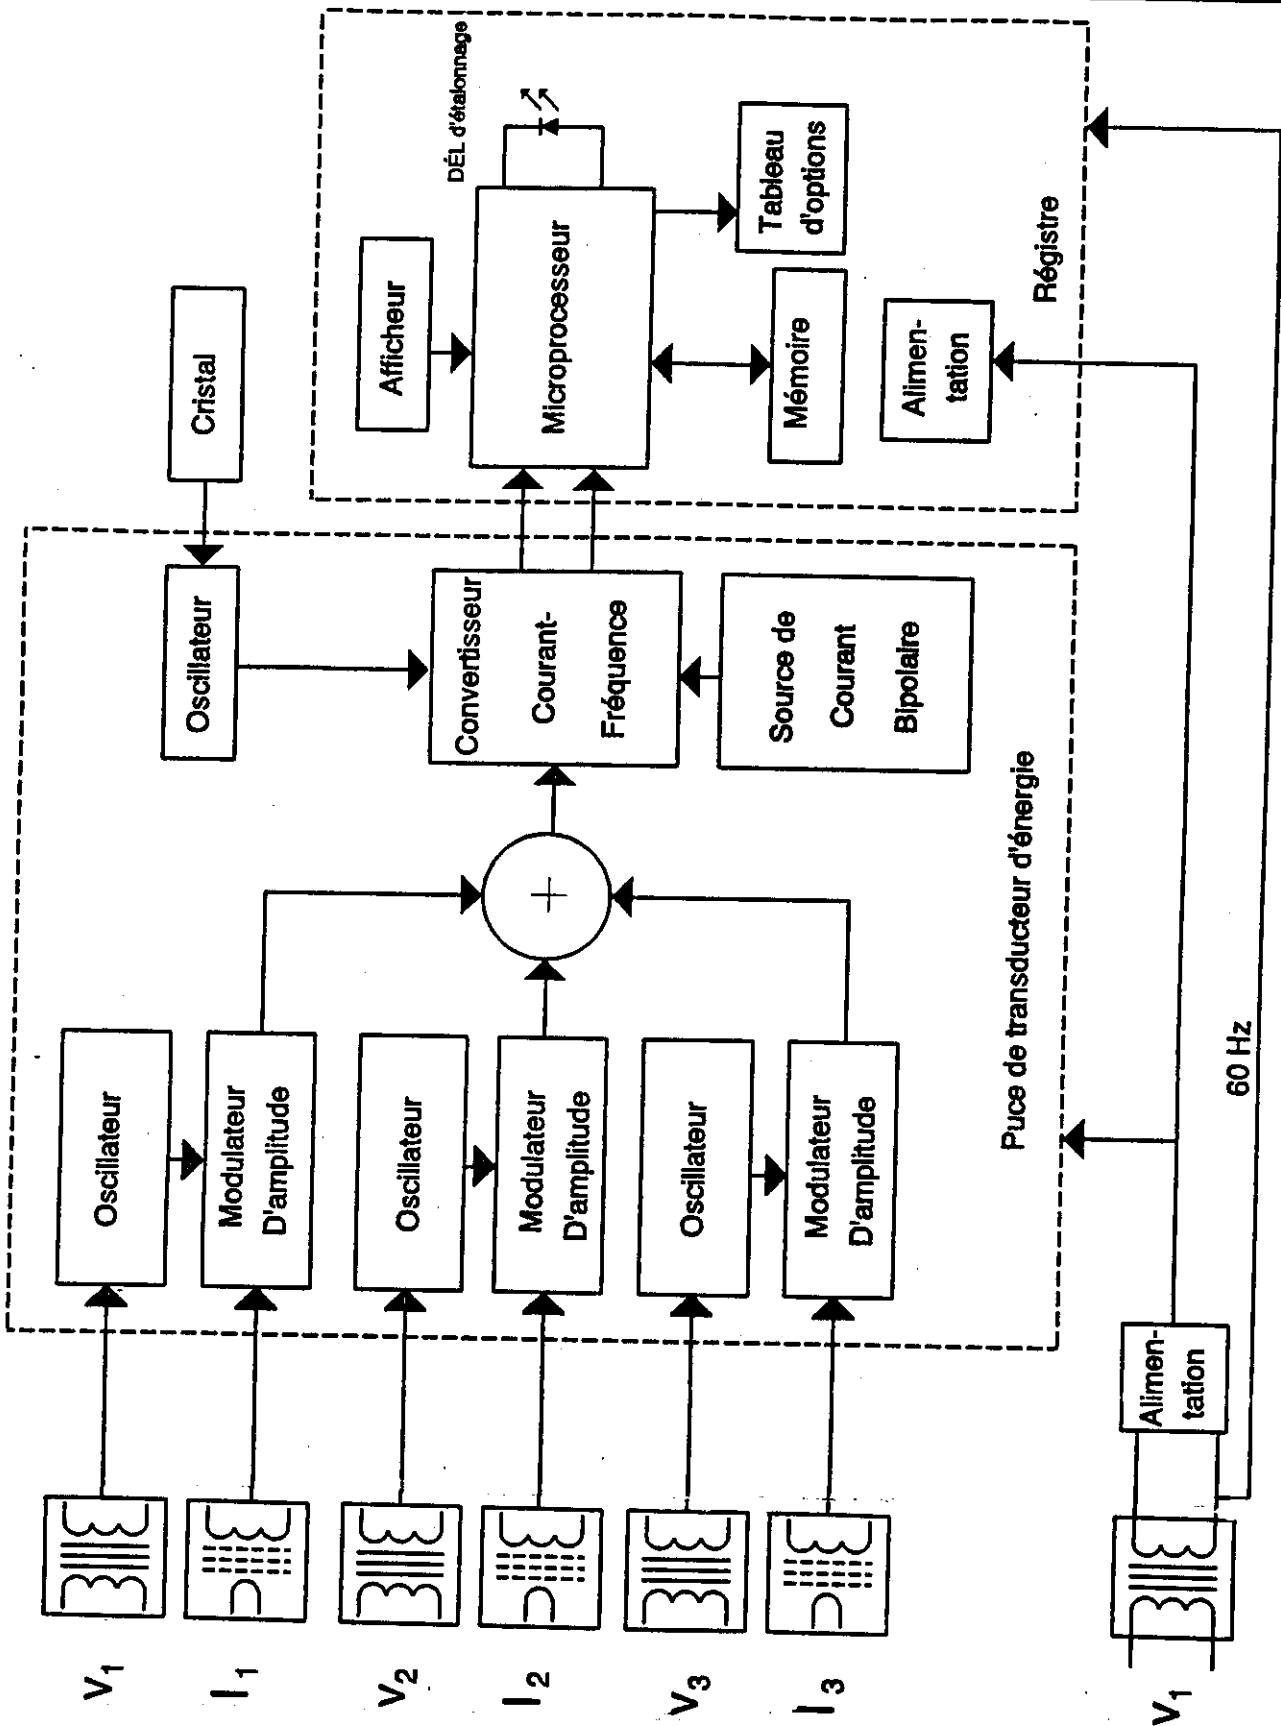 V1
I1
V2
I2
V3
I3
V1
Oscillateur
Modulateur
D'amplitude
Oscillateur
Modulateur
D'amplitude
Oscillateur
Modulateur
D'amplitude
Alimen-
tation
60 Hz
Puce de transducteur d'énergie
Oscillateur
Convertisseur
Courant-
Fréquence
Source de
Courant
Bipolaire
Cristal
Afficheur
Microprocesseur
DÉL d'étalonnage
Mémoire
Tableau
d'options
Alimen-
tation
Régistre